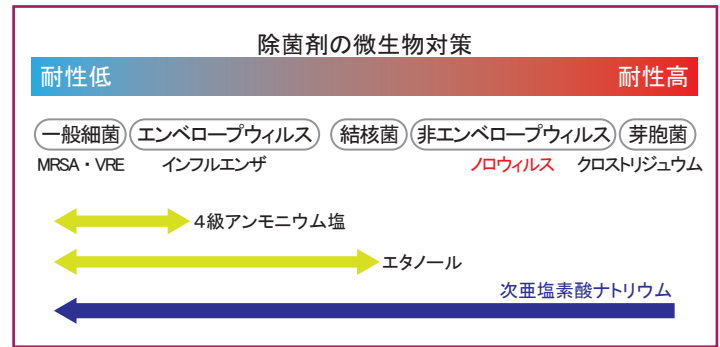 除菌剤の微生物対策
耐性低 耐性高
一般細菌 エンベロープウィルス 結核菌 非エンベロープウィルス 芽胞菌
MRSA・VRE インフルエンザ ノロウィルス クロストリジュウム
4級アンモニウム塩
エタノール
次亜塩素酸ナトリウム